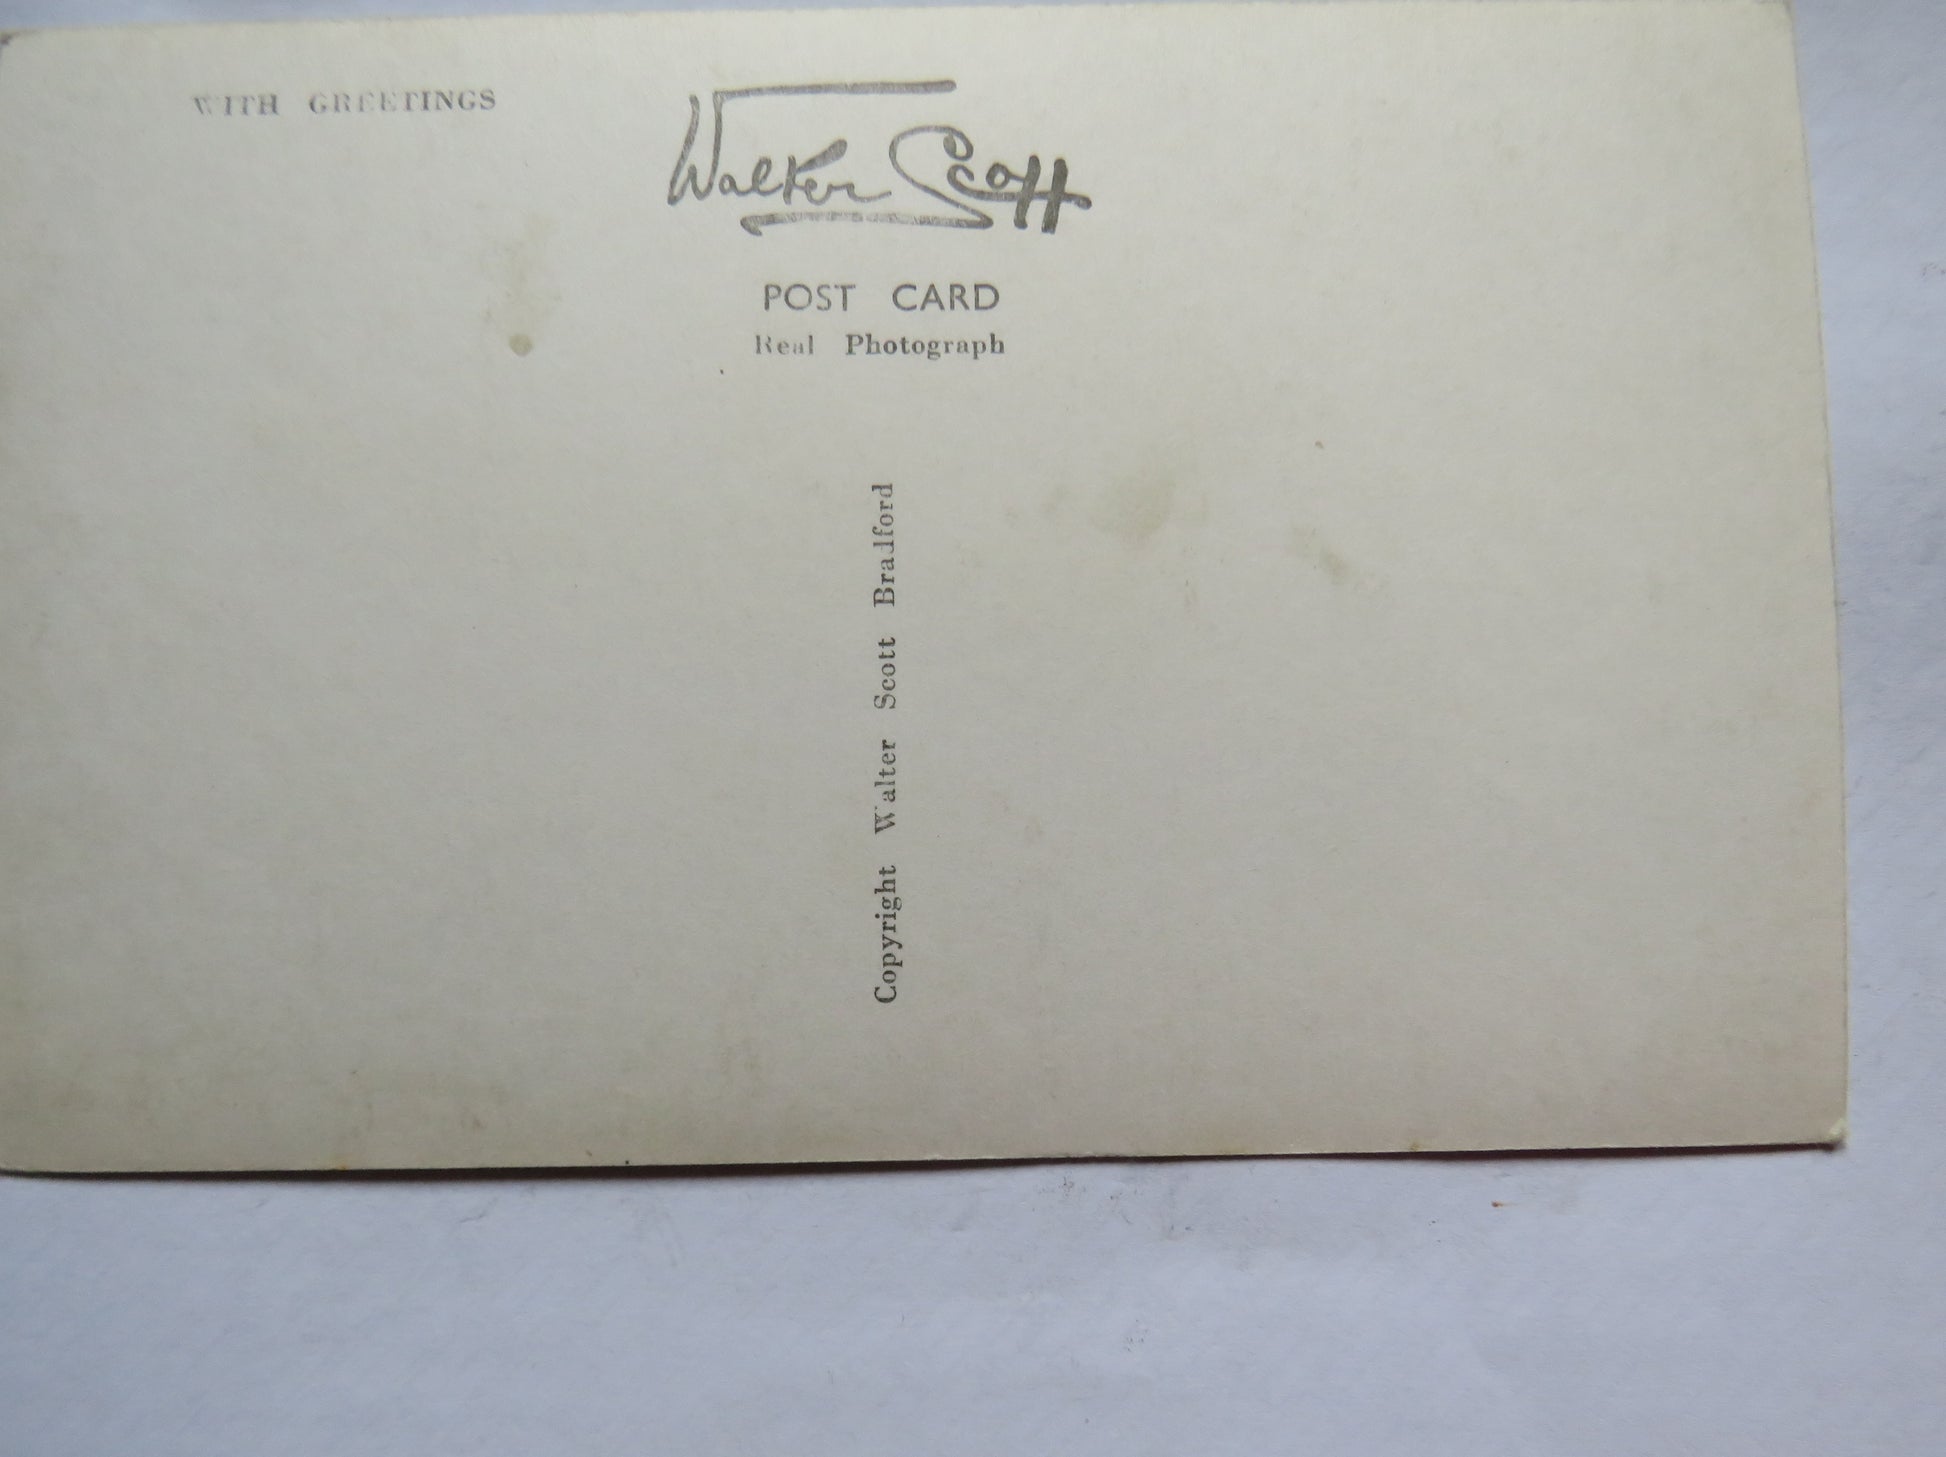 WITH GREETINGS
Walter Scott
POST CARD
Real Photograph
Copyright Walter Scott Bradford